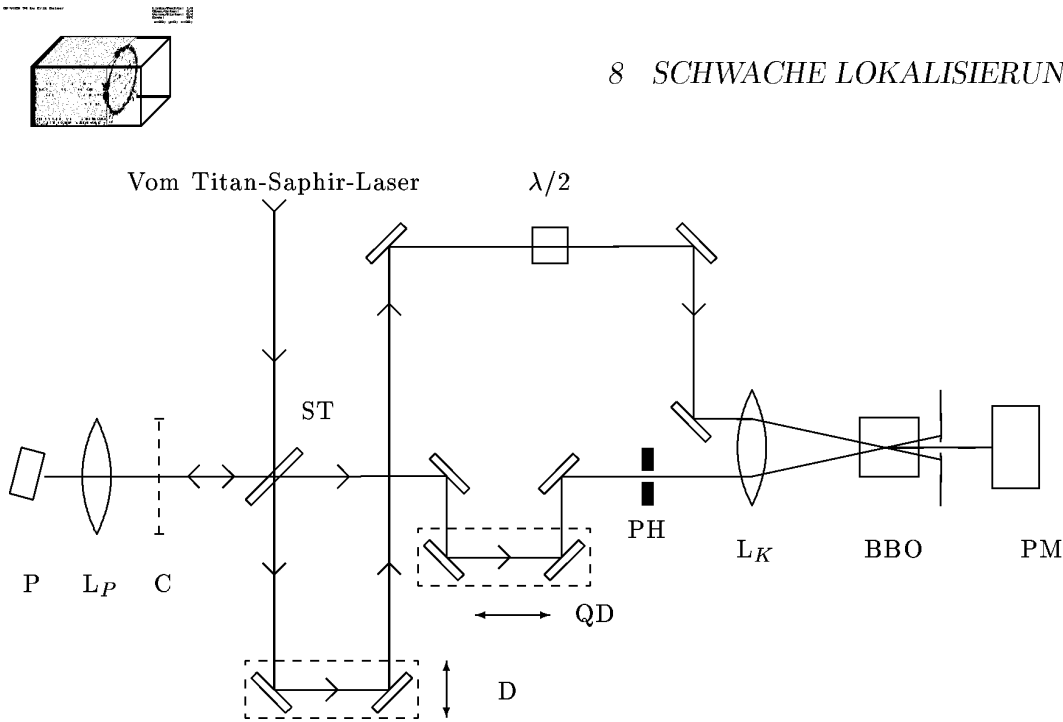 8 SCHWACHE LOKALISIERUN
Vom Titan-Saphir-Laser
λ/2
ST
PH
P
L_P
C
L_K
BBO
PM
QD
D